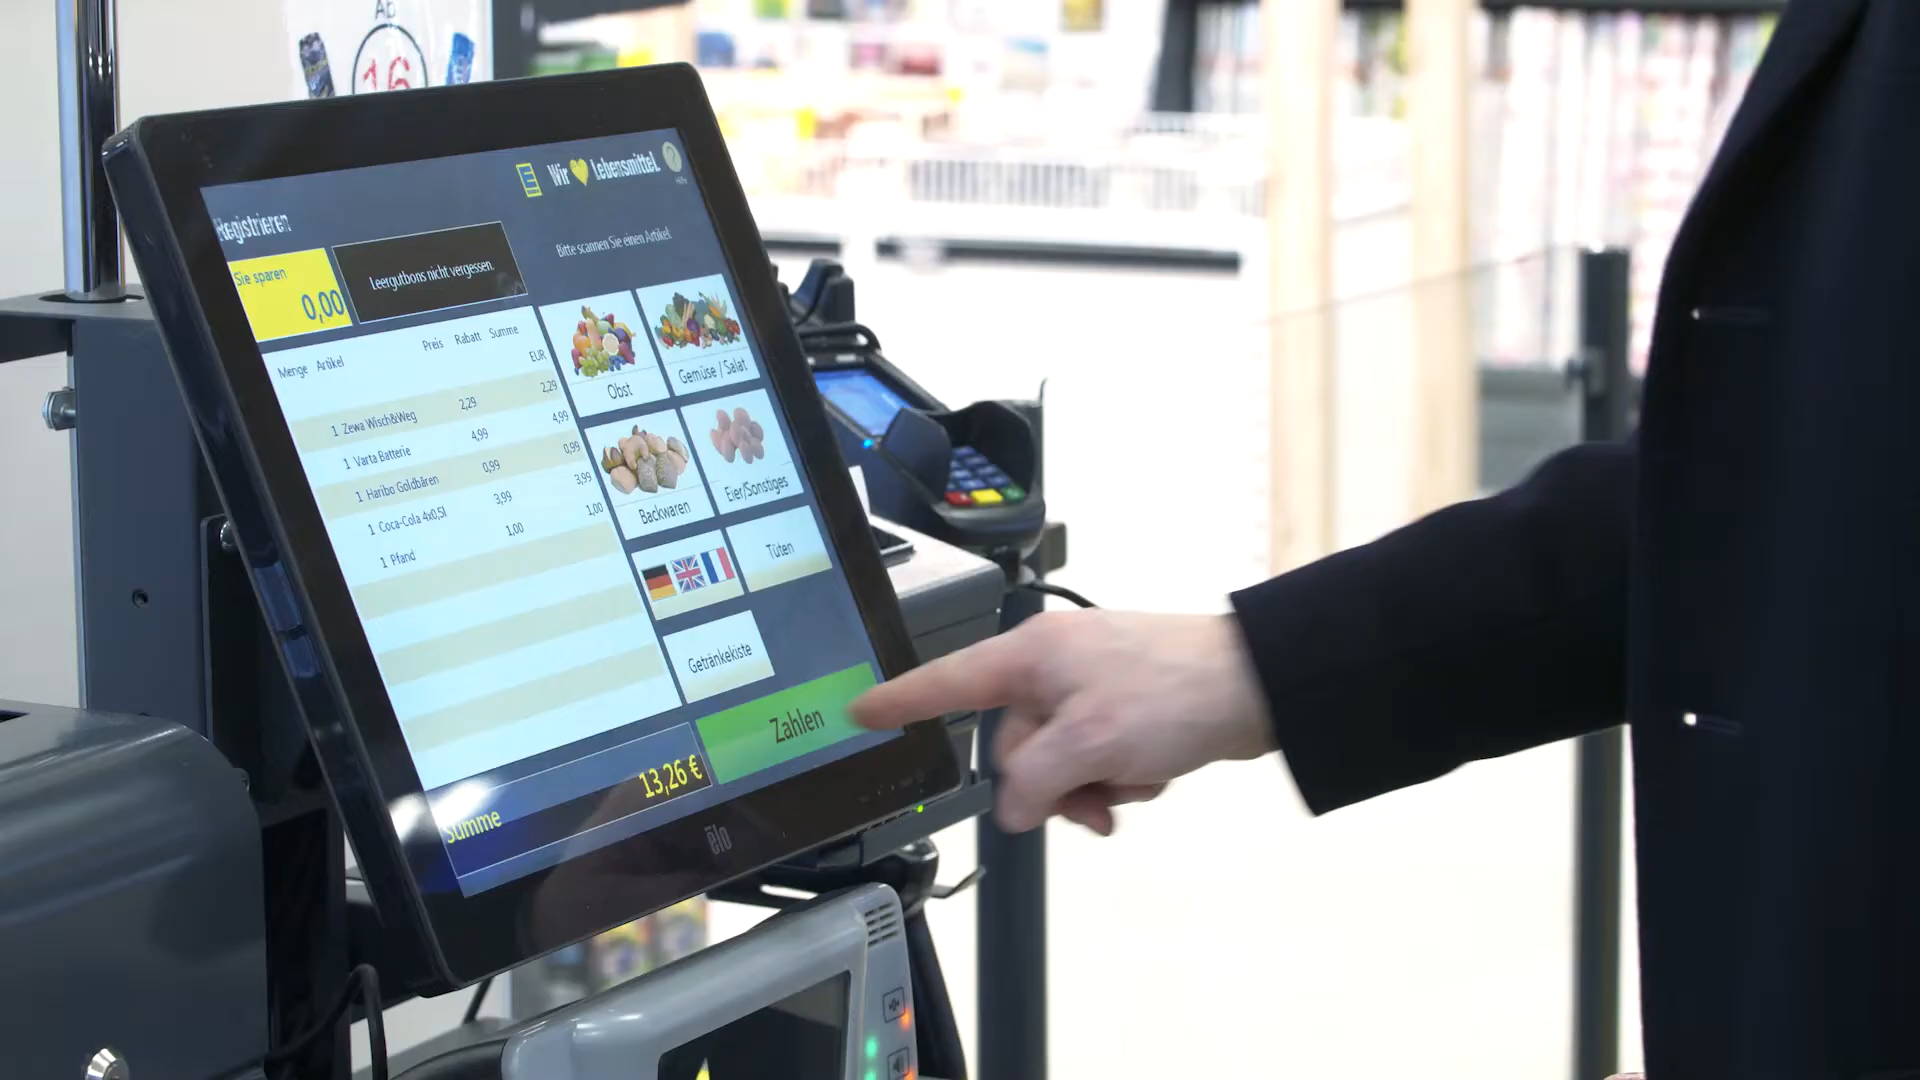 Ab
16
Wir 💛 Lebensmittel.
?
Hilfe
Registrieren
Sie sparen
0,00
Leergutbons nicht vergessen.
Bitte scannen Sie einen Artikel.
Menge Artikel Preis Rabatt Summe
EUR
1 Zewa Wisch&Weg 2,29 2,29
1 Varta Batterie 4,99 4,99
1 Haribo Goldbären 0,99 0,99
1 Coca-Cola 4x0,5l 3,99 3,99
1 Pfand 1,00 1,00
Obst
Gemüse / Salat
Backwaren
Eier/Sonstiges
Tüten
Getränkekiste
Zahlen
Summe
13,26 €
elo